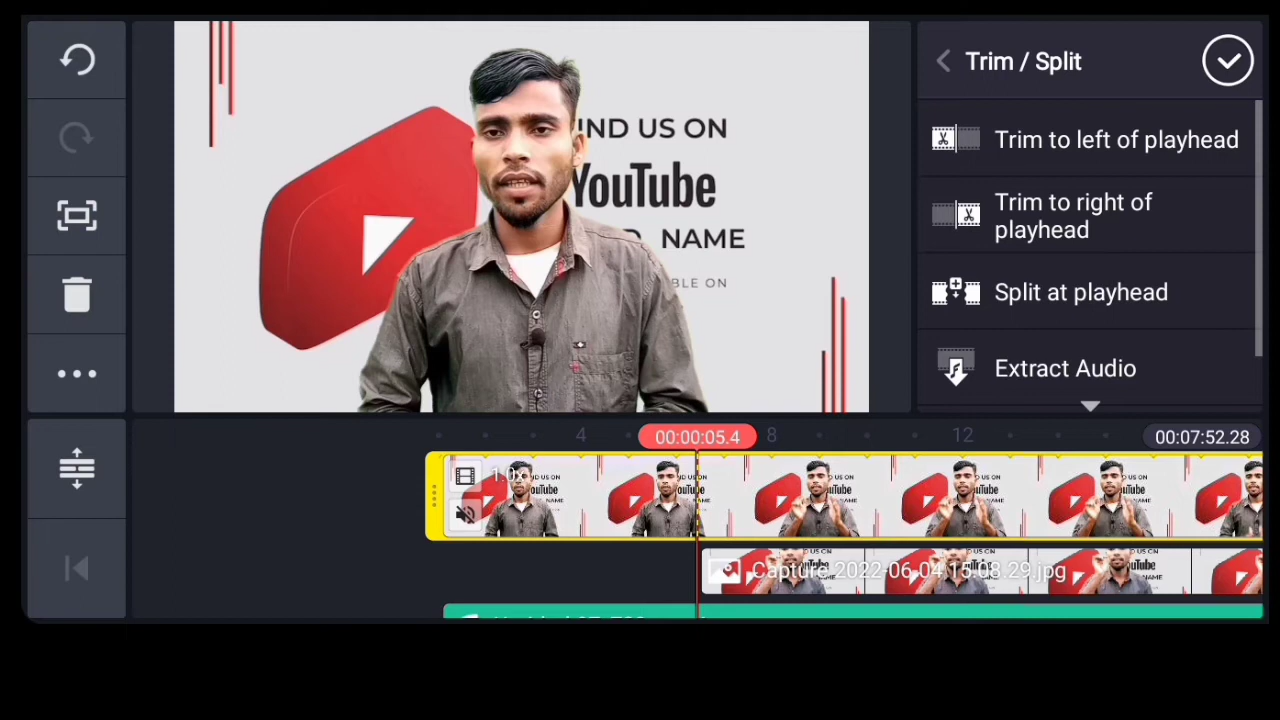 Trim / Split
Trim to left of playhead
Trim to right of
playhead
Split at playhead
Extract Audio
IND US ON
YouTube
NAME
BLE ON
4
00:00:05.4
8
12
00:07:52.28
1.0x
Capture 2022-06-04 15.08.29.jpg